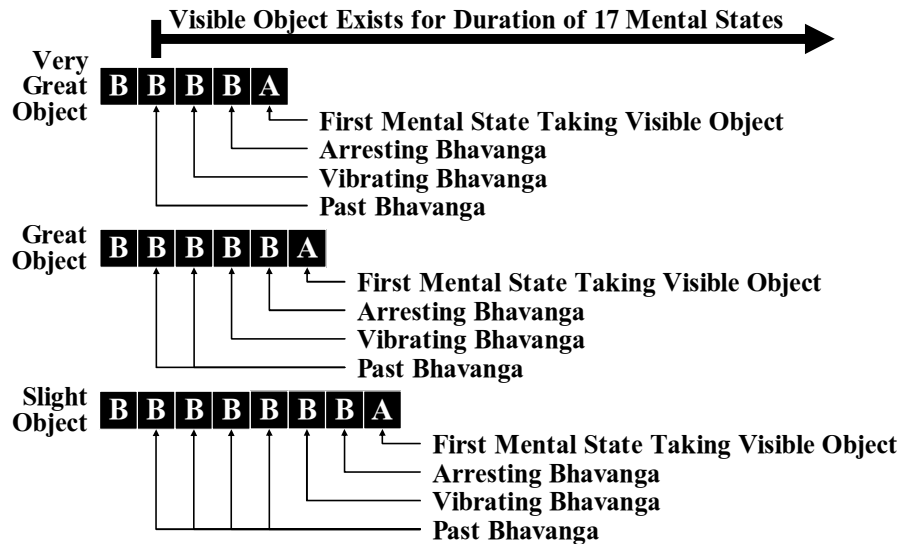 Visible Object Exists for Duration of 17 Mental States
Very
Great
Object
B B B B A
First Mental State Taking Visible Object
Arresting Bhavanga
Vibrating Bhavanga
Past Bhavanga
Great
Object
B B B B B A
First Mental State Taking Visible Object
Arresting Bhavanga
Vibrating Bhavanga
Past Bhavanga
Slight
Object
B B B B B B B A
First Mental State Taking Visible Object
Arresting Bhavanga
Vibrating Bhavanga
Past Bhavanga